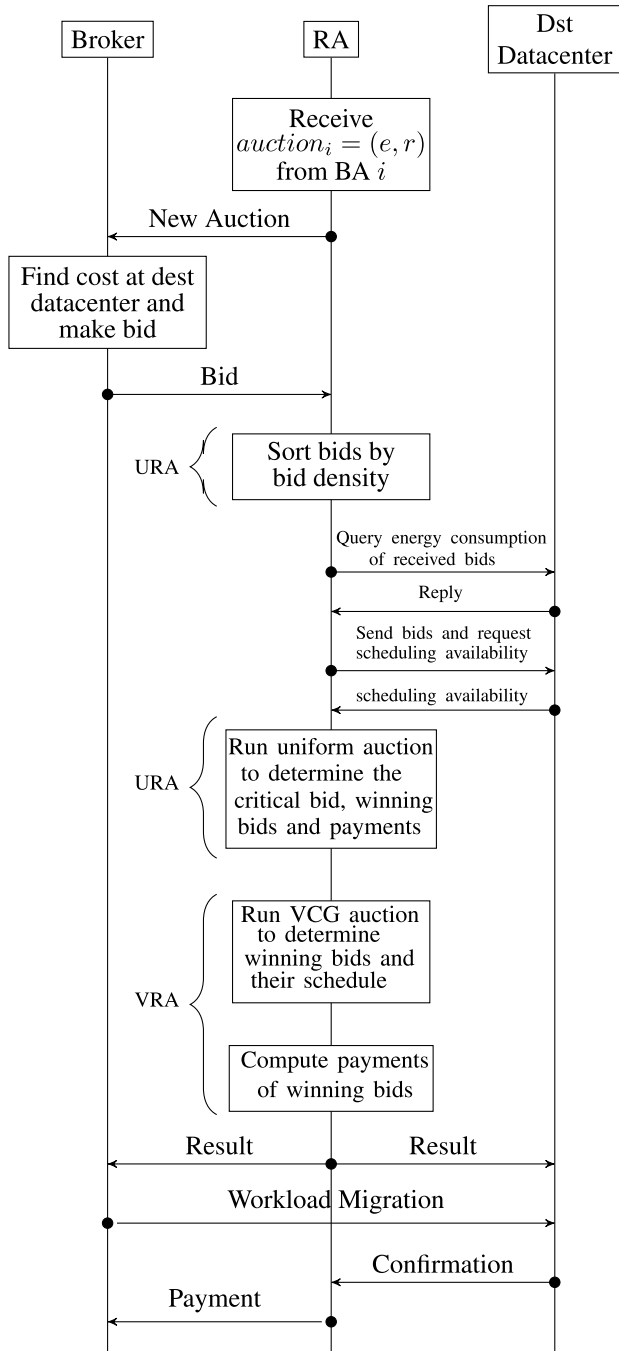 Broker
RA
Dst
Datacenter
Receive
auction_i = (e, r)
from BA i
New Auction
Find cost at dest
datacenter and
make bid
Bid
URA
Sort bids by
bid density
Query energy consumption
of received bids
Reply
Send bids and request
scheduling availability
scheduling availability
URA
Run uniform auction
to determine the
critical bid, winning
bids and payments
VRA
Run VCG auction
to determine
winning bids and
their schedule
Compute payments
of winning bids
Result
Result
Workload Migration
Confirmation
Payment